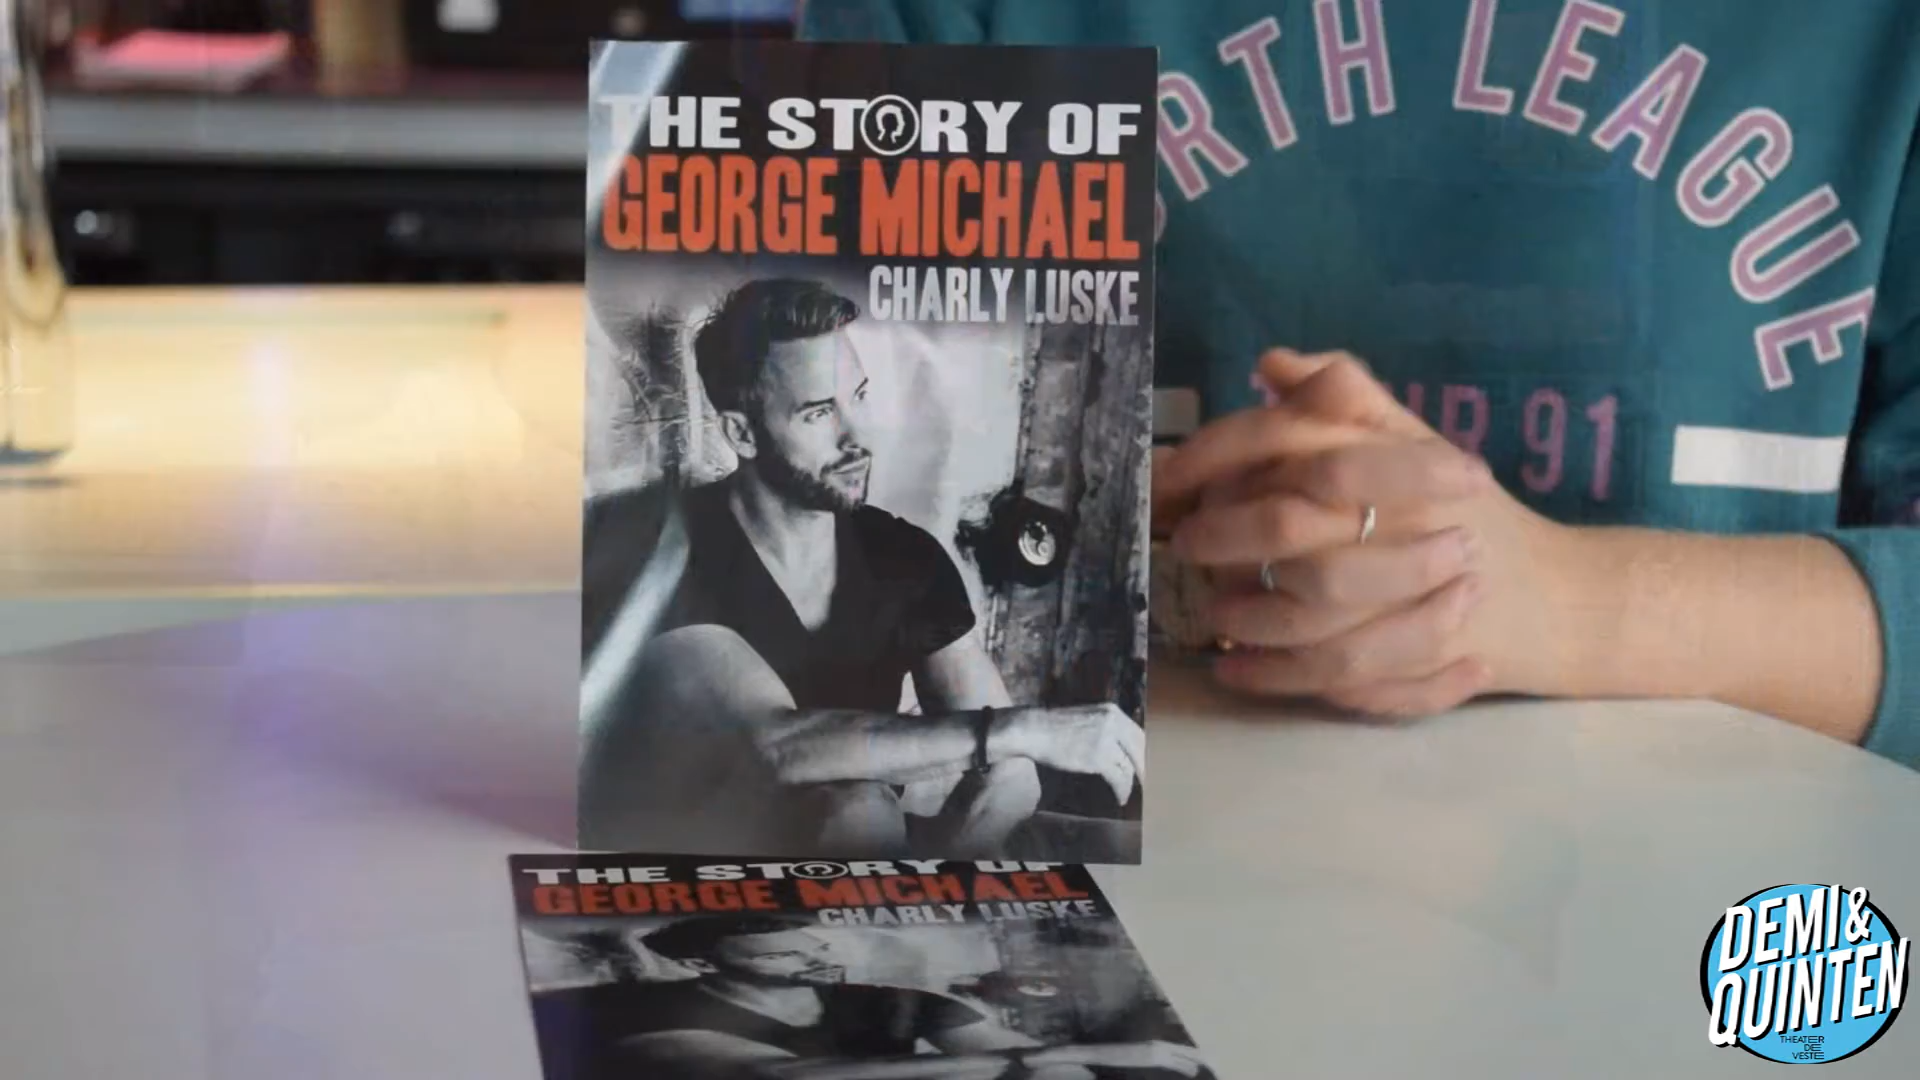 THE STORY OF
GEORGE MICHAEL
CHARLY LUSKE
RTH LEAGUE
91
THE STORY OF
GEORGE MICHAEL
CHARLY LUSKE
DEMI &
QUINTEN
THEATER
DE
VESTE